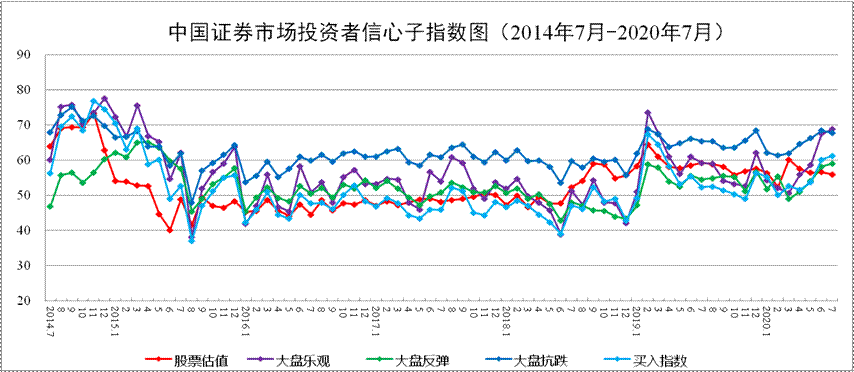 中国证券市场投资者信心子指数图（2014年7月-2020年7月）
90
80
70
60
50
40
30
20
2014.7 8 9 10 11 12 2015.1 2 3 4 5 6 7 8 9 10 11 12 2016.1 2 3 4 5 6 7 8 9 10 11 12 2017.1 2 3 4 5 6 7 8 9 10 11 12 2018.1 2 3 4 5 6 7 8 9 10 11 12 2019.1 2 3 4 5 6 7 8 9 10 11 12 2020.1 2 3 4 5 6 7
股票估值 大盘乐观 大盘反弹 大盘抗跌 买入指数